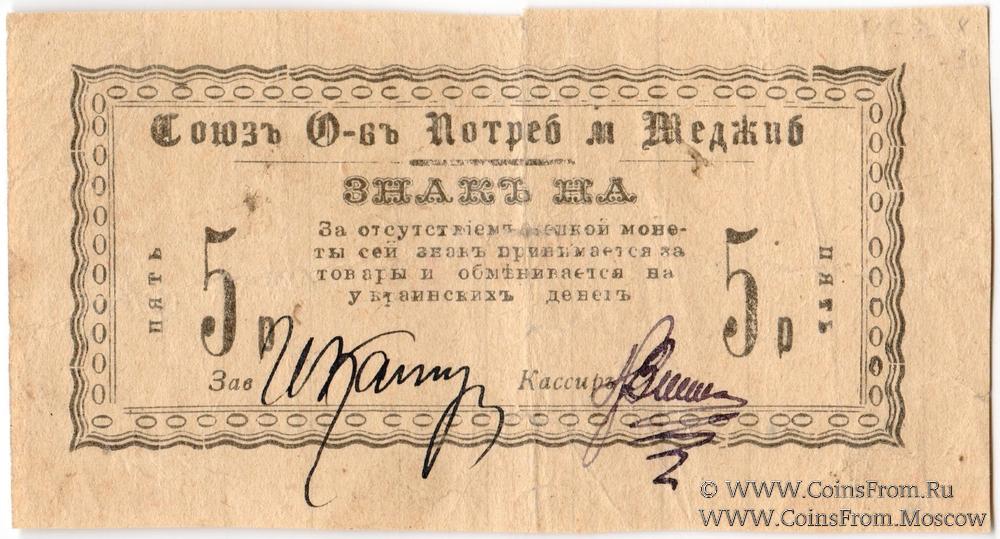 Союзъ О-въ Потреб м Меджиб
ЗНАКЪ НА
За отсутствіемъ мелкой моне-
ты сей знакъ принимается за
товары и обмѣнивается на
украинскихъ денегъ
ПЯТЬ
5 р
5 р
ПЯТЬ
Зав
Кассиръ
© WWW.CoinsFrom.Ru
WWW.CoinsFrom.Moscow